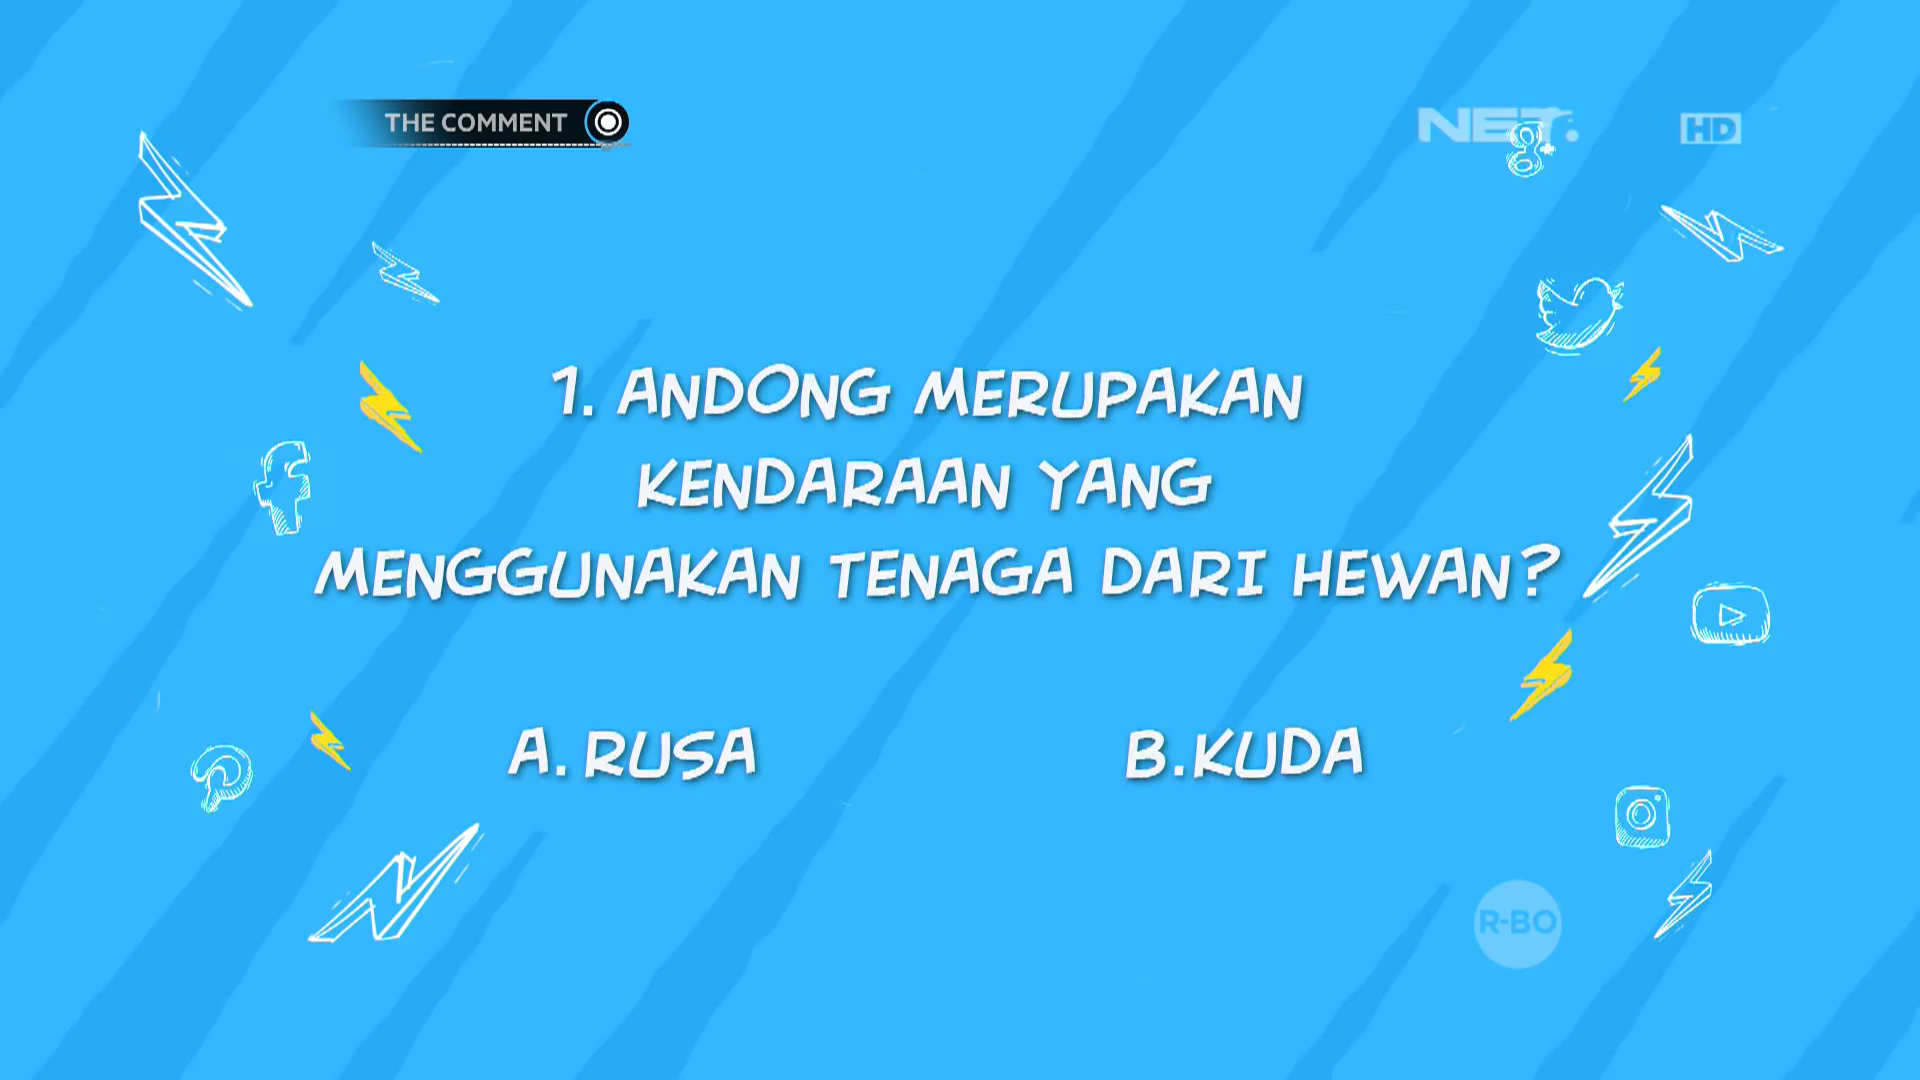 THE COMMENT
NET.
HD
1. ANDONG MERUPAKAN
KENDARAAN YANG
MENGGUNAKAN TENAGA DARI HEWAN?
A. RUSA
B.KUDA
R-BO